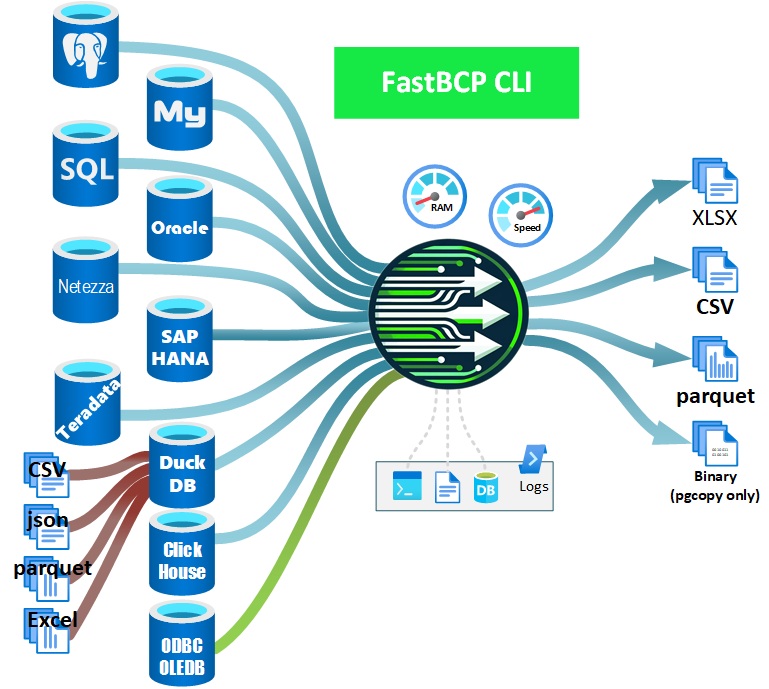 FastBCP CLI
My
SQL
Oracle
Netezza
SAP
HANA
Teradata
Duck
DB
Click
House
ODBC
OLEDB
CSV
json
parquet
Excel
RAM
Speed
DB
Logs
XLSX
CSV
parquet
Binary
(pgcopy only)